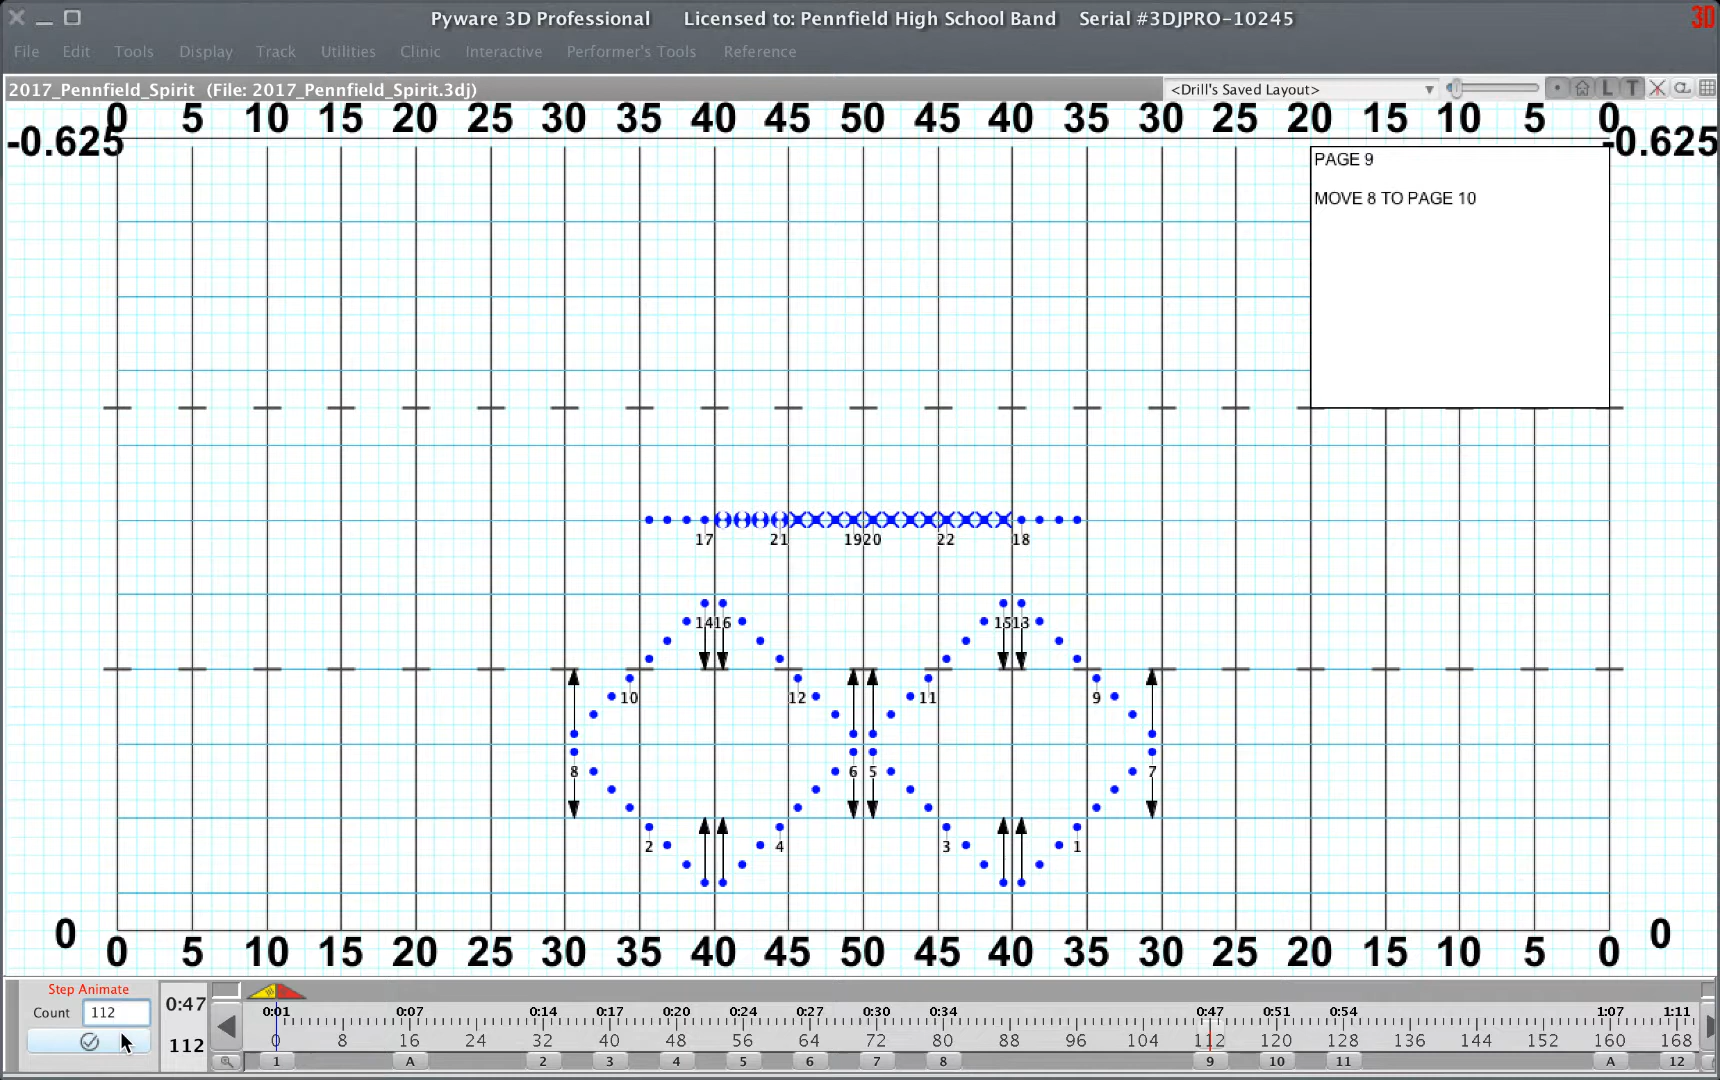 Pyware 3D Professional Licensed to: Pennfield High School Band Serial #3DJPRO-10245
3D
File Edit Tools Display Track Utilities Clinic Interactive Performer's Tools Reference
2017_Pennfield_Spirit (File: 2017_Pennfield_Spirit.3dj)
<Drill's Saved Layout>
L T
0 5 10 15 20 25 30 35 40 45 50 45 40 35 30 25 20 15 10 5 0
-0.625 -0.625
PAGE 9
MOVE 8 TO PAGE 10
17 21 19 20 22 18
14 16 15 13
10 12 11 9
8 6 5 7
2 4 3 1
0 0
0 5 10 15 20 25 30 35 40 45 50 45 40 35 30 25 20 15 10 5 0
Step Animate
Count 112
0:47
112
0:01 0:07 0:14 0:17 0:20 0:24 0:27 0:30 0:34 0:47 0:51 0:54 1:07 1:11
0 8 16 24 32 40 48 56 64 72 80 88 96 104 112 120 128 136 144 152 160 168
1 A 2 3 4 5 6 7 8 9 10 11 A 12